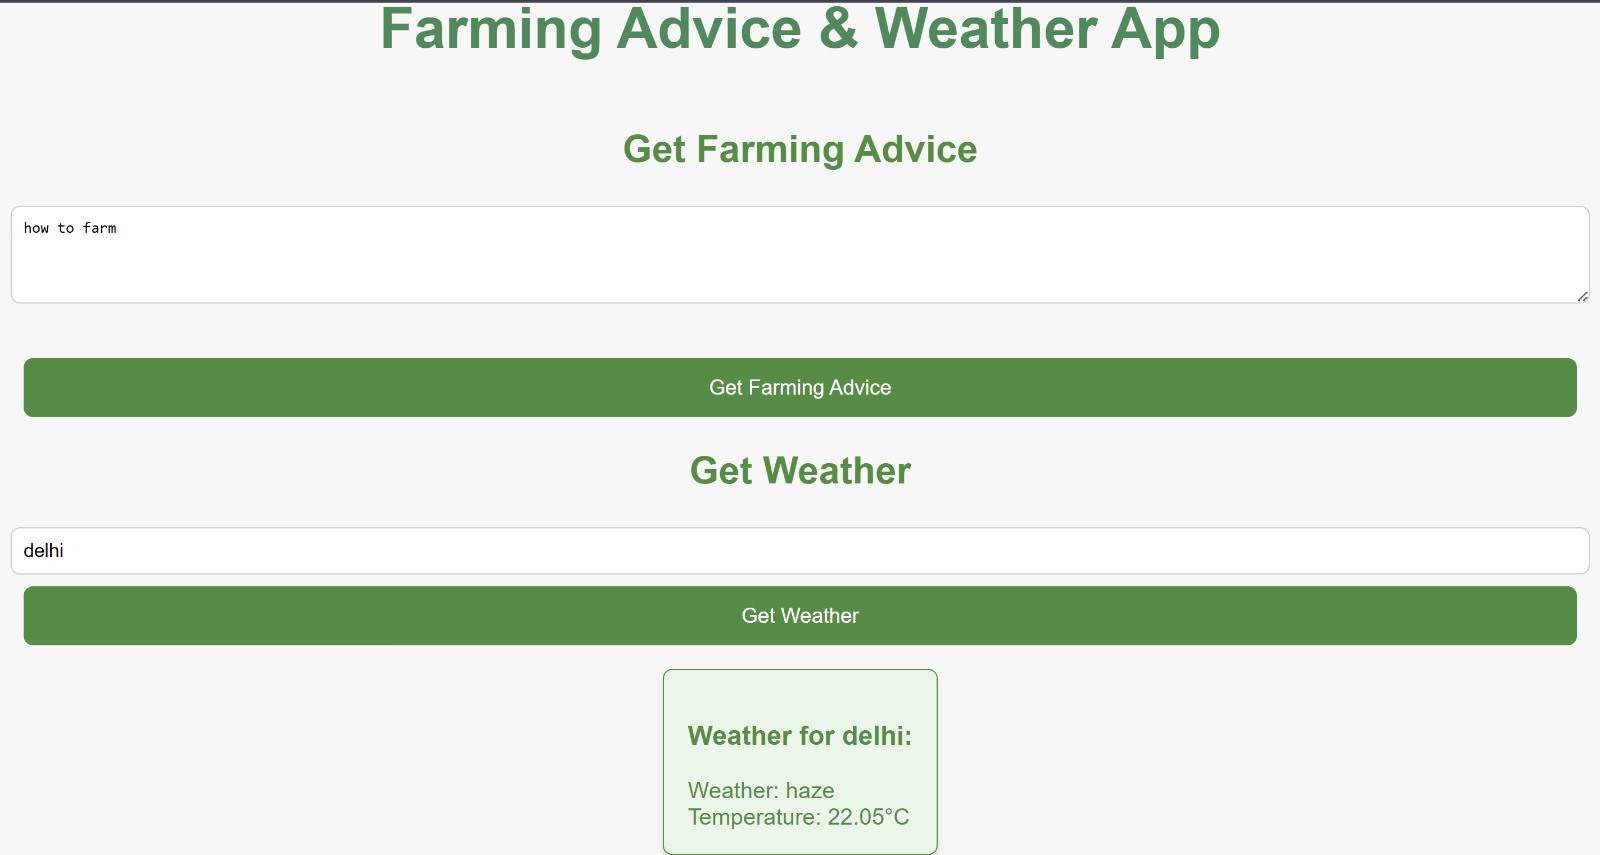 Farming Advice & Weather App
Get Farming Advice
how to farm
Get Farming Advice
Get Weather
delhi
Get Weather
Weather for delhi:
Weather: haze
Temperature: 22.05°C